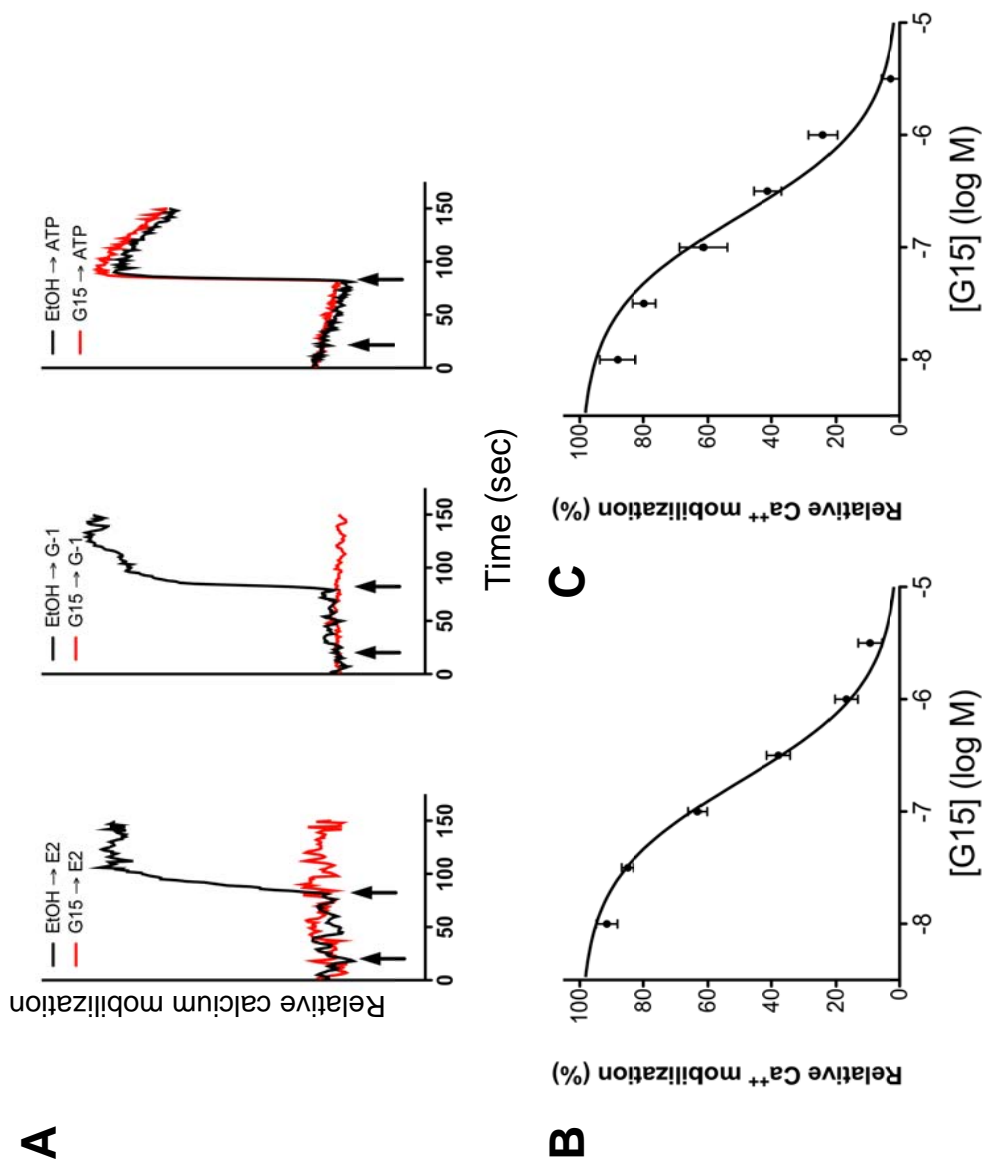 A
Relative calcium mobilization
EtOH → E2
G15 → E2
0 50 100 150
EtOH → G-1
G15 → G-1
0 50 100 150
EtOH → ATP
G15 → ATP
0 50 100 150
Time (sec)
B
Relative Ca++ mobilization (%)
100
80
60
40
20
0
-8 -7 -6 -5
[G15] (log M)
C
Relative Ca++ mobilization (%)
100
80
60
40
20
0
-8 -7 -6 -5
[G15] (log M)